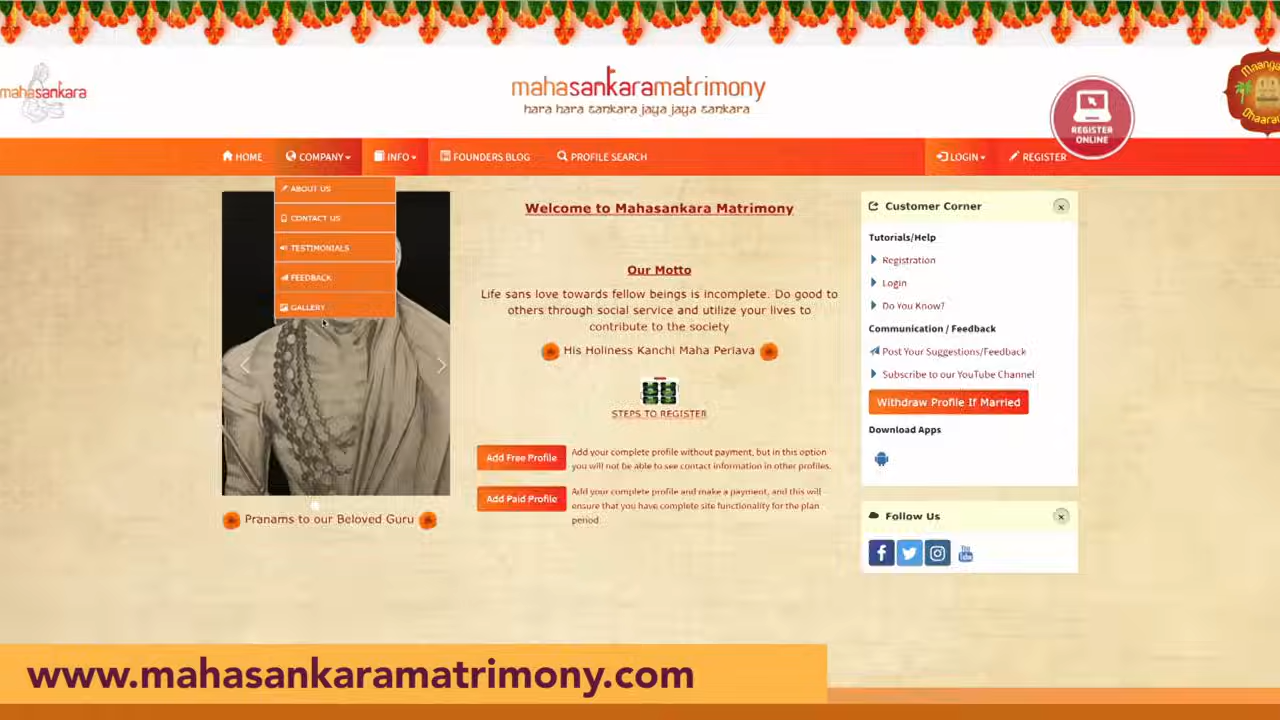 mahasankara
mahasankaramatrimony
hara hara sankara jaya jaya sankara
REGISTER
ONLINE
HOME
COMPANY
INFO
FOUNDERS BLOG
PROFILE SEARCH
LOGIN
REGISTER
ABOUT US
CONTACT US
TESTIMONIALS
FEEDBACK
GALLERY
Pranams to our Beloved Guru
Welcome to Mahasankara Matrimony
Our Motto
Life sans love towards fellow beings is incomplete. Do good to
others through social service and utilize your lives to
contribute to the society
His Holiness Kanchi Maha Periava
STEPS TO REGISTER
Add Free Profile
Add your complete profile without payment, but in this option
you will not be able to see contact information in other profiles.
Add Paid Profile
Add your complete profile and make a payment, and this will
ensure that you have complete site functionality for the plan
period.
Customer Corner
Tutorials/Help
Registration
Login
Do You Know?
Communication / Feedback
Post Your Suggestions/Feedback
Subscribe to our YouTube Channel
Withdraw Profile If Married
Download Apps
Follow Us
You
Tube
www.mahasankaramatrimony.com